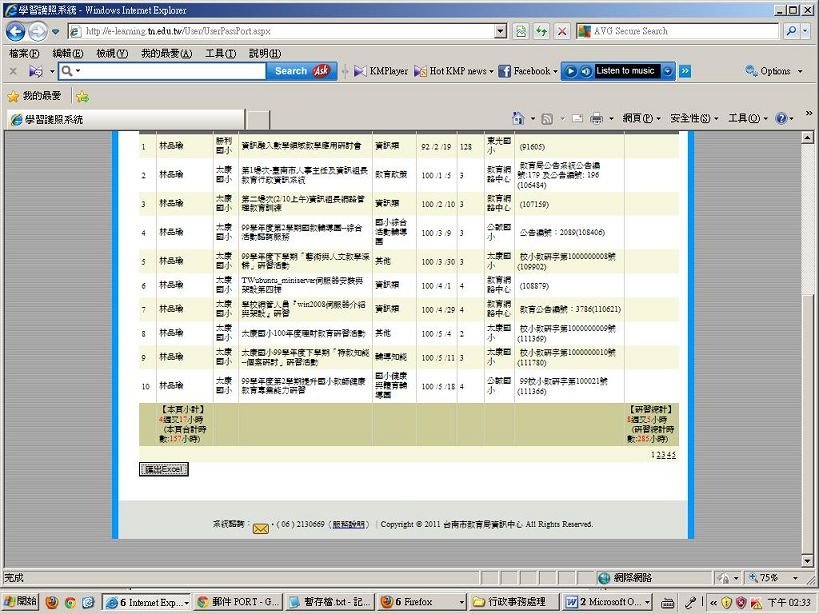 學習護照系統 - Windows Internet Explorer
http://e-learning.tn.edu.tw/User/UserPassPort.aspx
AVG Secure Search
檔案(F) 編輯(E) 檢視(V) 我的最愛(A) 工具(T) 說明(H)
Search Ask KMPlayer Hot KMP news Facebook Listen to music Options
我的最愛
學習護照系統
網頁(P) 安全性(S) 工具(O)
1 林品瑜 勝利國小 資訊融入數學領域教學應用研討會 資訊類 92 /2 /19 128 東光國小 (91605)
2 林品瑜 太康國小 第1場次-臺南市人事主任及資訊組長教育行政資訊系統 教育政策 100 /1 /5 3 教育網路中心 教育局公告系統公告編號:179 及公告編號: 196 (106484)
3 林品瑜 太康國小 第二場次(2/10上午)資訊組長網路管理教育訓練 資訊類 100 /2 /10 3 教育網路中心 (107159)
4 林品瑜 太康國小 99學年度第2學期國教輔導團--綜合活動諮詢服務 國小綜合活動輔導團 100 /3 /9 3 公誠國小 公告編號：2089(108406)
5 林品瑜 太康國小 99學年度下學期「藝術與人文教學深耕」研習活動 其他 100 /3 /30 3 太康國小 校小教研字第1000000008號 (109902)
6 林品瑜 太康國小 TWubuntu_miniserver伺服器安裝與架設第四梯 資訊類 100 /4 /1 4 教育網路中心 (108879)
7 林品瑜 太康國小 學校網管人員『win2008伺服器介紹與架設』研習 資訊類 100 /4 /29 4 教育網路中心 教育公告編號：3786(110621)
8 林品瑜 太康國小 太康國小100年度理財教育研習活動 其他 100 /5 /4 2 太康國小 校小教研字第1000000009號 (111369)
9 林品瑜 太康國小 太康國小99學年度下學期「特教知能--個案研討」研習活動 輔導知能 100 /5 /11 3 太康國小 校小教研字第1000000010號 (111780)
10 林品瑜 太康國小 99學年度第2學期提升國小教師健康教育專業能力研習 國小健康與體育輔導團 100 /5 /18 4 公誠國小 99校小教研字第100021號 (111366)
【本頁小計】 4週又17小時 (本頁合計時數:157小時) 【研習總計】 8週又5小時 (研習總計時數:285小時)
1 2 3 4 5
匯出Excel
系統諮詢： ‧( 06 ) 2130669（服務說明）| Copyright © 2011 台南市教育局資訊中心 All Rights Reserved.
完成 網際網路 75%
開始 6 Internet Exp... 郵件 PORT - G... 暫存檔.txt - 記... 6 Firefox 行政事務處理 2 Microsoft O... 下午 02:33